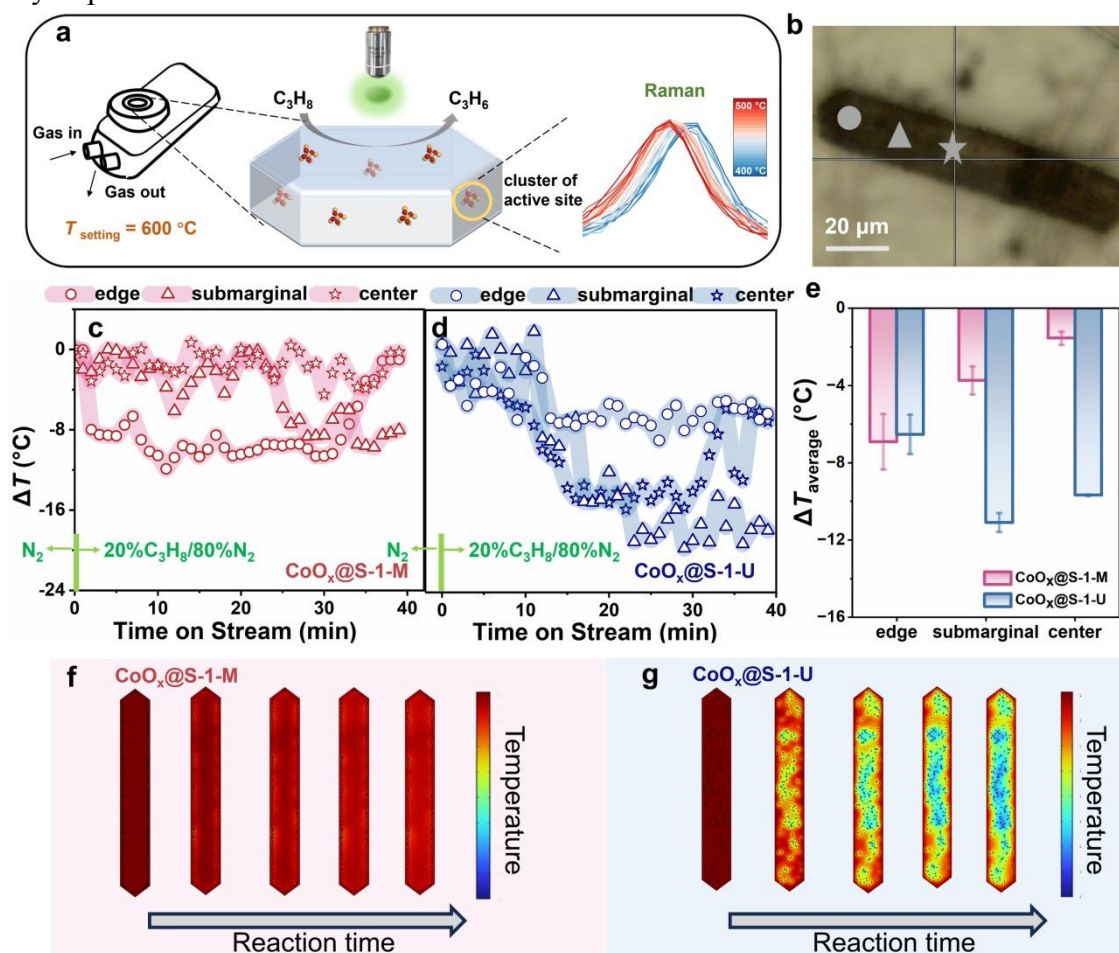 a
C₃H₈
C₃H₆
Gas in
Gas out
T setting = 600 °C
cluster of
active site
Raman
500 °C
400 °C
b
20 μm
edge submarginal center
edge submarginal center
c
0
-8
-16
-24
ΔT (°C)
N₂
20%C₃H₈/80%N₂
CoOₓ@S-1-M
0 10 20 30 40
Time on Stream (min)
d
N₂
20%C₃H₈/80%N₂
CoOₓ@S-1-U
0 10 20 30 40
Time on Stream (min)
e
0
-4
-8
-12
-16
ΔT average (°C)
CoOₓ@S-1-M
CoOₓ@S-1-U
edge submarginal center
f
CoOₓ@S-1-M
Temperature
Reaction time
g
CoOₓ@S-1-U
Temperature
Reaction time